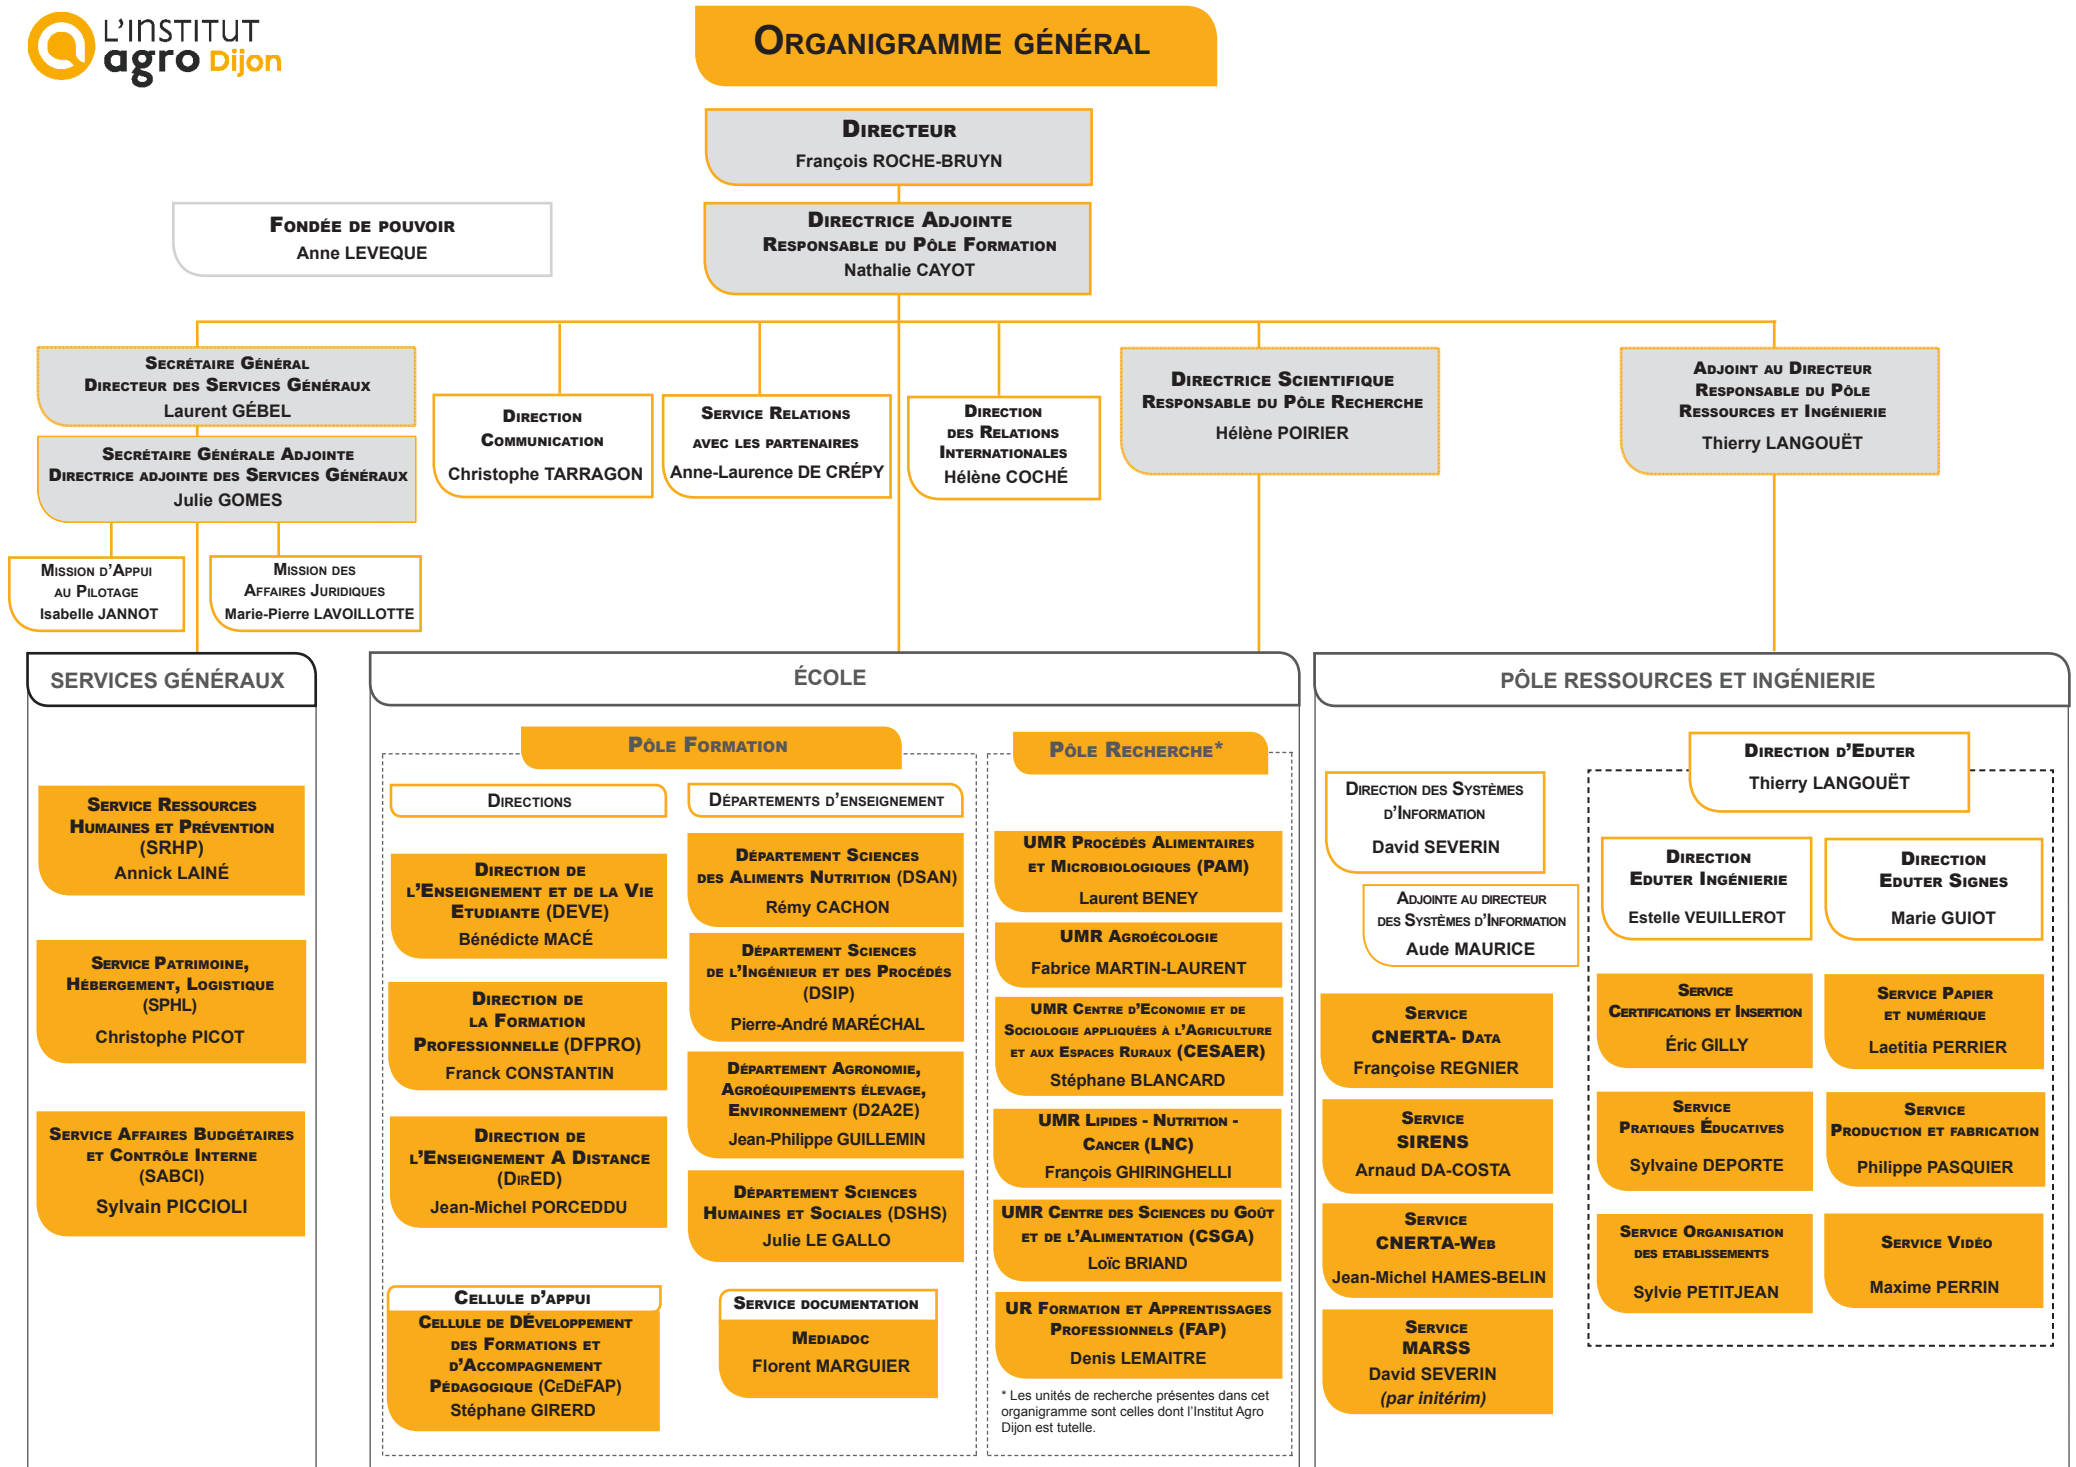 L'INSTITUT
agro Dijon
ORGANIGRAMME GÉNÉRAL
DIRECTEUR
François ROCHE-BRUYN
FONDÉE DE POUVOIR
Anne LEVEQUE
DIRECTRICE ADJOINTE
RESPONSABLE DU PÔLE FORMATION
Nathalie CAYOT
SECRÉTAIRE GÉNÉRAL
DIRECTEUR DES SERVICES GÉNÉRAUX
Laurent GÉBEL
SECRÉTAIRE GÉNÉRALE ADJOINTE
DIRECTRICE ADJOINTE DES SERVICES GÉNÉRAUX
Julie GOMES
DIRECTION
COMMUNICATION
Christophe TARRAGON
SERVICE RELATIONS
AVEC LES PARTENAIRES
Anne-Laurence DE CRÉPY
DIRECTION
DES RELATIONS
INTERNATIONALES
Hélène COCHÉ
DIRECTRICE SCIENTIFIQUE
RESPONSABLE DU PÔLE RECHERCHE
Hélène POIRIER
ADJOINT AU DIRECTEUR
RESPONSABLE DU PÔLE
RESSOURCES ET INGÉNIERIE
Thierry LANGOUËT
MISSION D'APPUI
AU PILOTAGE
Isabelle JANNOT
MISSION DES
AFFAIRES JURIDIQUES
Marie-Pierre LAVOILLOTTE
SERVICES GÉNÉRAUX
SERVICE RESSOURCES
HUMAINES ET PRÉVENTION
(SRHP)
Annick LAINÉ
SERVICE PATRIMOINE,
HÉBERGEMENT, LOGISTIQUE
(SPHL)
Christophe PICOT
SERVICE AFFAIRES BUDGÉTAIRES
ET CONTRÔLE INTERNE
(SABCI)
Sylvain PICCIOLI
ÉCOLE
PÔLE FORMATION
DIRECTIONS
DIRECTION DE
L'ENSEIGNEMENT ET DE LA VIE
ETUDIANTE (DEVE)
Bénédicte MACÉ
DIRECTION DE
LA FORMATION
PROFESSIONNELLE (DFPRO)
Franck CONSTANTIN
DIRECTION DE
L'ENSEIGNEMENT A DISTANCE
(DIRED)
Jean-Michel PORCEDDU
CELLULE D'APPUI
CELLULE DE DÉVELOPPEMENT
DES FORMATIONS ET
D'ACCOMPAGNEMENT
PÉDAGOGIQUE (CEDÉFAP)
Stéphane GIRERD
DÉPARTEMENTS D'ENSEIGNEMENT
DÉPARTEMENT SCIENCES
DES ALIMENTS NUTRITION (DSAN)
Rémy CACHON
DÉPARTEMENT SCIENCES
DE L'INGÉNIEUR ET DES PROCÉDÉS
(DSIP)
Pierre-André MARÉCHAL
DÉPARTEMENT AGRONOMIE,
AGROÉQUIPEMENTS ÉLEVAGE,
ENVIRONNEMENT (D2A2E)
Jean-Philippe GUILLEMIN
DÉPARTEMENT SCIENCES
HUMAINES ET SOCIALES (DSHS)
Julie LE GALLO
SERVICE DOCUMENTATION
MEDIADOC
Florent MARGUIER
PÔLE RECHERCHE*
UMR PROCÉDÉS ALIMENTAIRES
ET MICROBIOLOGIQUES (PAM)
Laurent BENEY
UMR AGROÉCOLOGIE
Fabrice MARTIN-LAURENT
UMR CENTRE D'ECONOMIE ET DE
SOCIOLOGIE APPLIQUÉES À L'AGRICULTURE
ET AUX ESPACES RURAUX (CESAER)
Stéphane BLANCARD
UMR LIPIDES - NUTRITION -
CANCER (LNC)
François GHIRINGHELLI
UMR CENTRE DES SCIENCES DU GOÛT
ET DE L'ALIMENTATION (CSGA)
Loïc BRIAND
UR FORMATION ET APPRENTISSAGES
PROFESSIONNELS (FAP)
Denis LEMAITRE
* Les unités de recherche présentes dans cet
organigramme sont celles dont l'Institut Agro
Dijon est tutelle.
PÔLE RESSOURCES ET INGÉNIERIE
DIRECTION DES SYSTÈMES
D'INFORMATION
David SEVERIN
ADJOINTE AU DIRECTEUR
DES SYSTÈMES D'INFORMATION
Aude MAURICE
SERVICE
CNERTA- DATA
Françoise REGNIER
SERVICE
SIRENS
Arnaud DA-COSTA
SERVICE
CNERTA-WEB
Jean-Michel HAMES-BELIN
SERVICE
MARSS
David SEVERIN
(par initérim)
DIRECTION D'EDUTER
Thierry LANGOUËT
DIRECTION
EDUTER INGÉNIERIE
Estelle VEUILLEROT
SERVICE
CERTIFICATIONS ET INSERTION
Éric GILLY
SERVICE
PRATIQUES ÉDUCATIVES
Sylvaine DEPORTE
SERVICE ORGANISATION
DES ETABLISSEMENTS
Sylvie PETITJEAN
DIRECTION
EDUTER SIGNES
Marie GUIOT
SERVICE PAPIER
ET NUMÉRIQUE
Laetitia PERRIER
SERVICE
PRODUCTION ET FABRICATION
Philippe PASQUIER
SERVICE VIDÉO
Maxime PERRIN